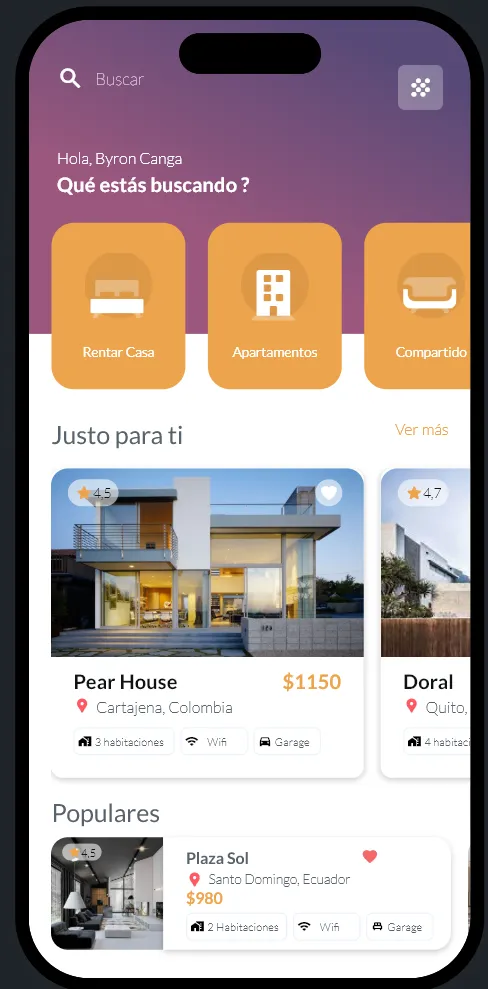 Buscar
Hola, Byron Canga
Qué estás buscando ?
Rentar Casa
Apartamentos
Compartido
Justo para ti
Ver más
4,5
4,7
Pear House
$1150
Doral
Cartajena, Colombia
Quito,
3 habitaciones
Wifi
Garage
4 habitaci
Populares
4,5
Plaza Sol
Santo Domingo, Ecuador
$980
2 Habitaciones
Wifi
Garage